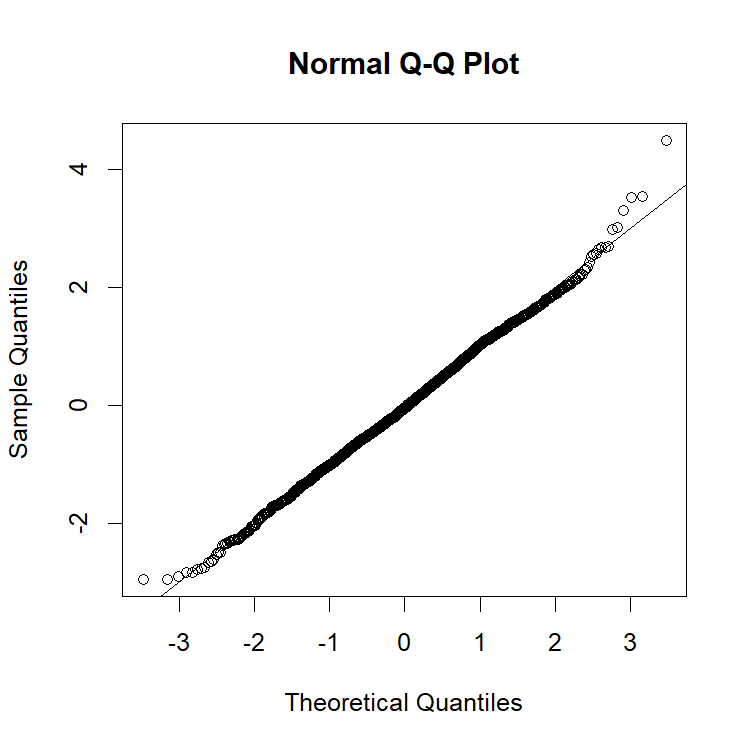 Normal Q-Q Plot
4
2
0
-2
Sample Quantiles
-3 -2 -1 0 1 2 3
Theoretical Quantiles